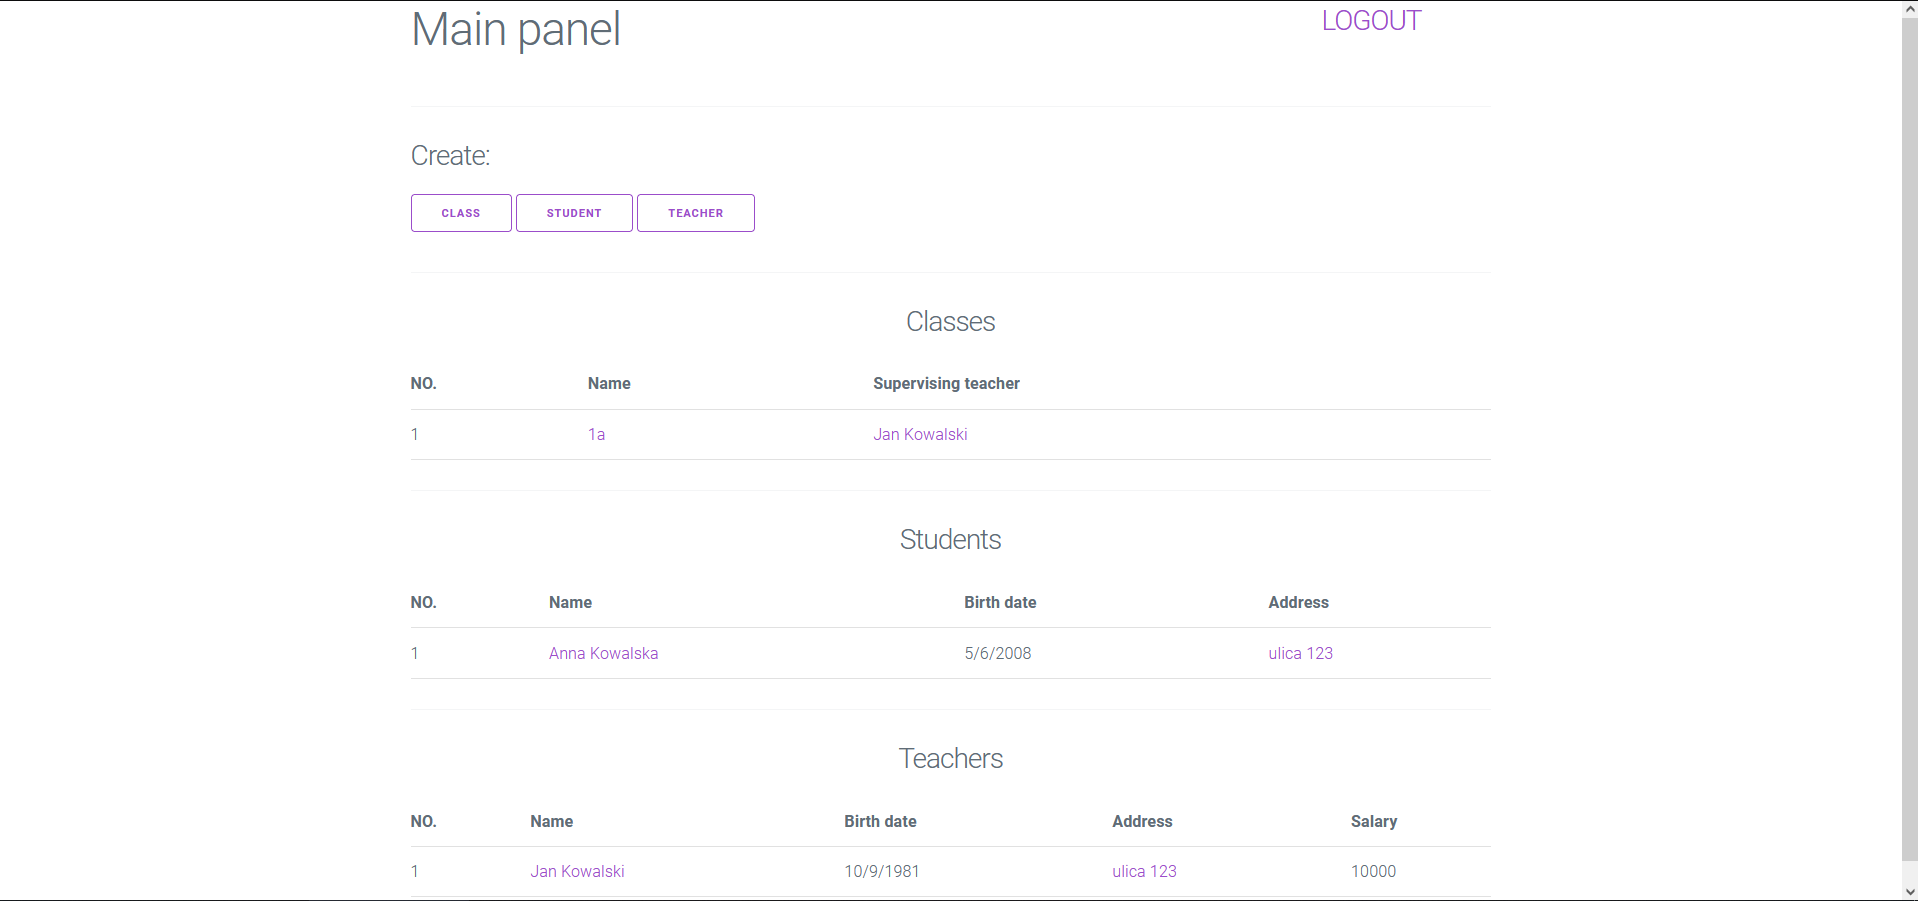 Main panel
LOGOUT
Create:
CLASS STUDENT TEACHER
Classes
NO. Name Supervising teacher
1 1a Jan Kowalski
Students
NO. Name Birth date Address
1 Anna Kowalska 5/6/2008 ulica 123
Teachers
NO. Name Birth date Address Salary
1 Jan Kowalski 10/9/1981 ulica 123 10000